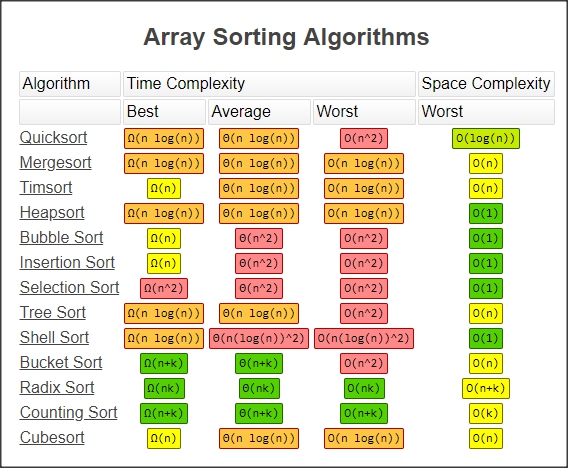 Array Sorting Algorithms
Algorithm Time Complexity Space Complexity
Best Average Worst Worst
Quicksort Ω(n log(n)) Θ(n log(n)) O(n^2) O(log(n))
Mergesort Ω(n log(n)) Θ(n log(n)) O(n log(n)) O(n)
Timsort Ω(n) Θ(n log(n)) O(n log(n)) O(n)
Heapsort Ω(n log(n)) Θ(n log(n)) O(n log(n)) O(1)
Bubble Sort Ω(n) Θ(n^2) O(n^2) O(1)
Insertion Sort Ω(n) Θ(n^2) O(n^2) O(1)
Selection Sort Ω(n^2) Θ(n^2) O(n^2) O(1)
Tree Sort Ω(n log(n)) Θ(n log(n)) O(n^2) O(n)
Shell Sort Ω(n log(n)) Θ(n(log(n))^2) O(n(log(n))^2) O(1)
Bucket Sort Ω(n+k) Θ(n+k) O(n^2) O(n)
Radix Sort Ω(nk) Θ(nk) O(nk) O(n+k)
Counting Sort Ω(n+k) Θ(n+k) O(n+k) O(k)
Cubesort Ω(n) Θ(n log(n)) O(n log(n)) O(n)